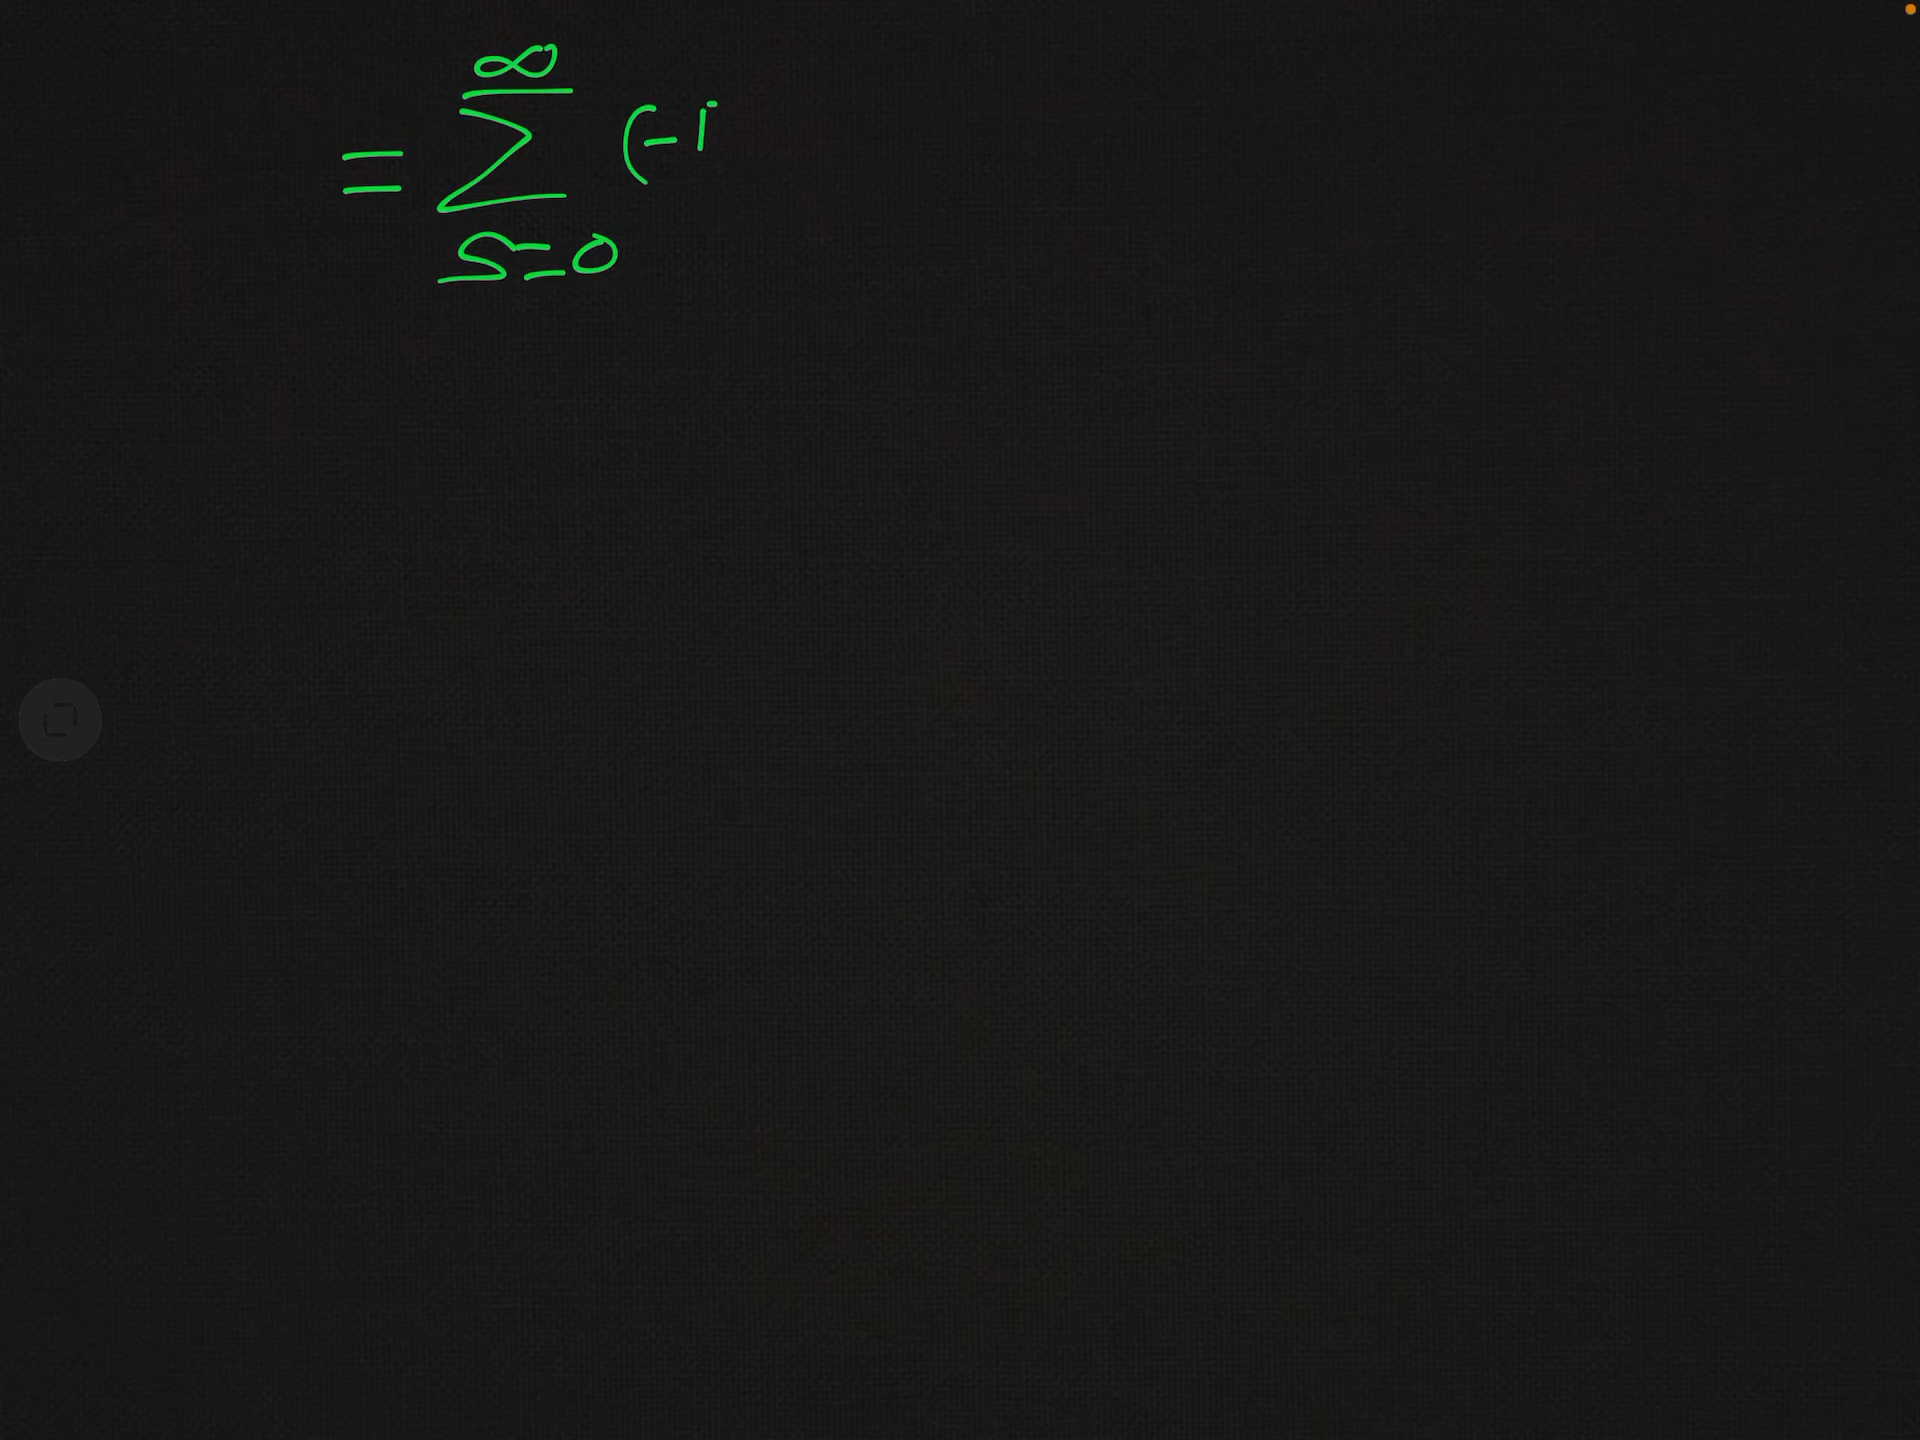 = ∞∑s=0 (-1